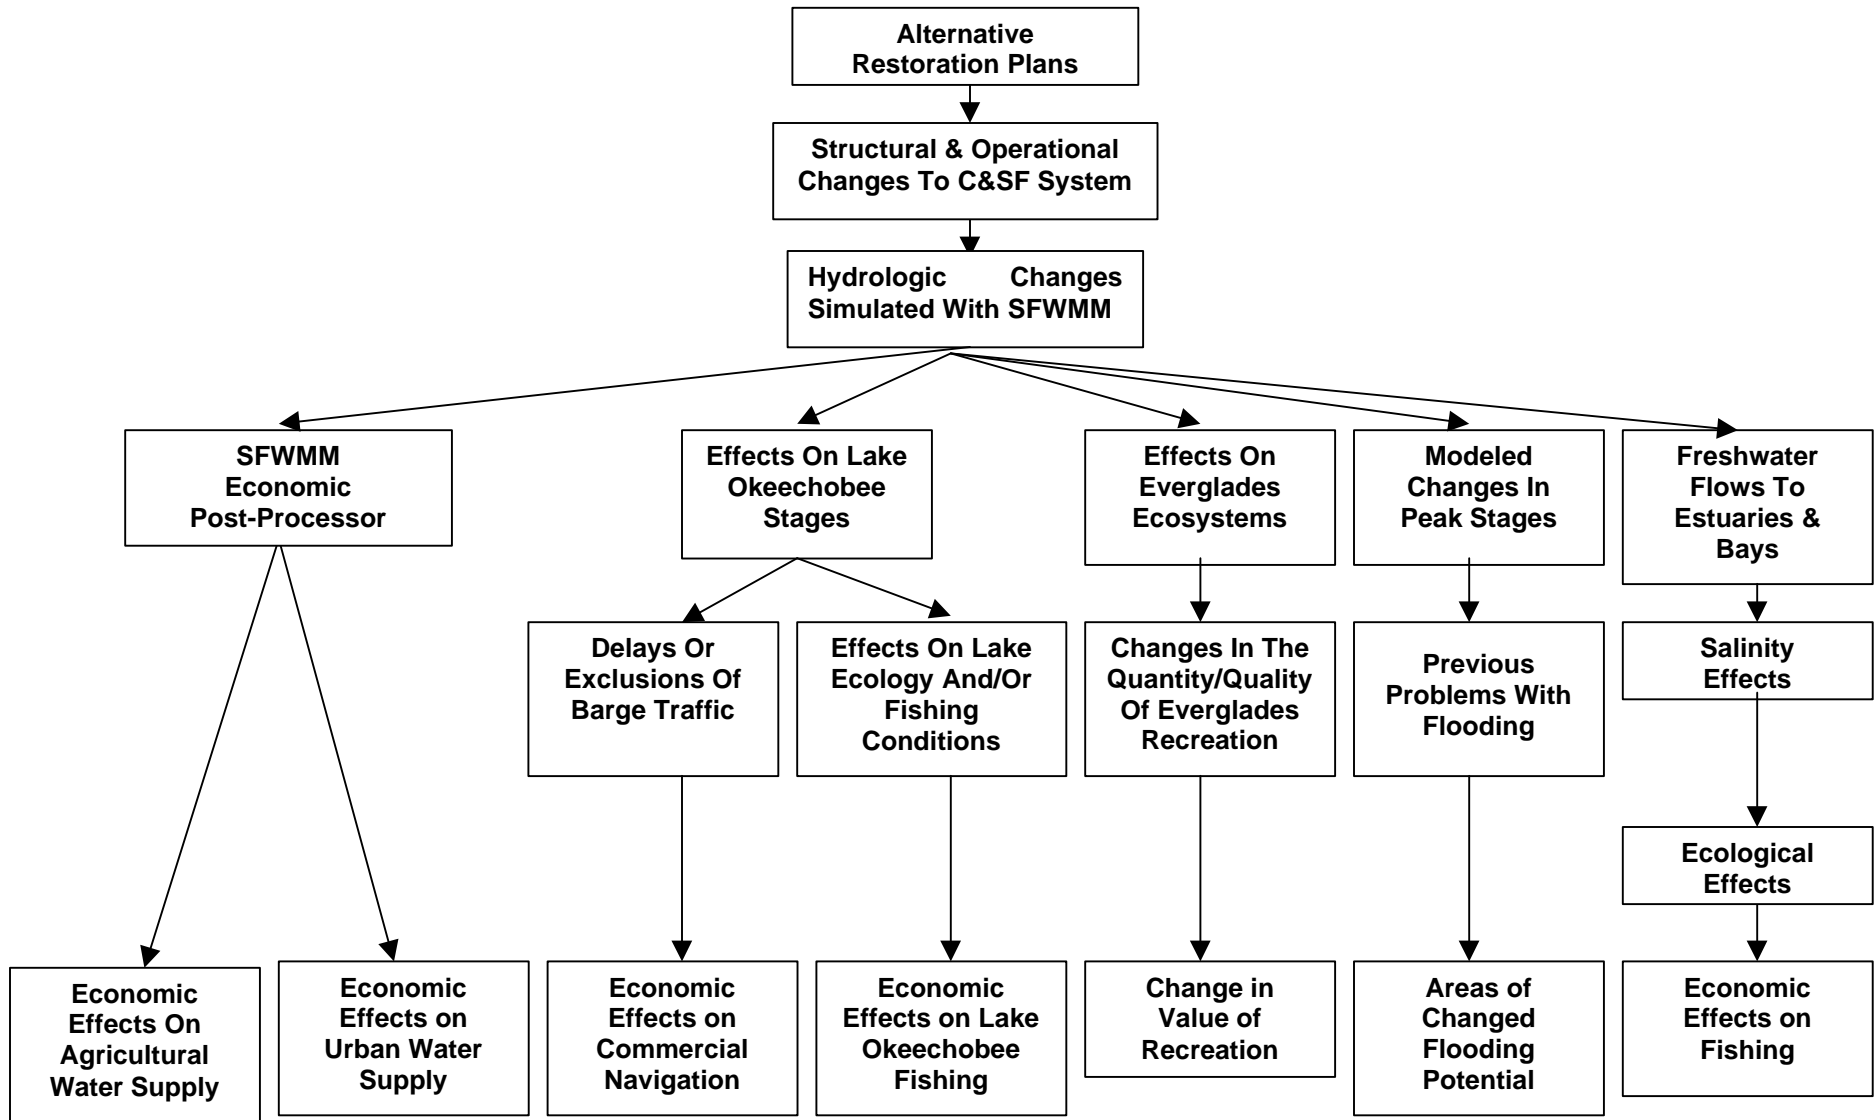 Alternative
Restoration Plans
Structural & Operational
Changes To C&SF System
Hydrologic Changes
Simulated With SFWMM
SFWMM
Economic
Post-Processor
Effects On Lake
Okeechobee
Stages
Effects On
Everglades
Ecosystems
Modeled
Changes In
Peak Stages
Freshwater
Flows To
Estuaries &
Bays
Delays Or
Exclusions Of
Barge Traffic
Effects On Lake
Ecology And/Or
Fishing
Conditions
Changes In The
Quantity/Quality
Of Everglades
Recreation
Previous
Problems With
Flooding
Salinity
Effects
Ecological
Effects
Economic
Effects On
Agricultural
Water Supply
Economic
Effects on
Urban Water
Supply
Economic
Effects on
Commercial
Navigation
Economic
Effects on Lake
Okeechobee
Fishing
Change in
Value of
Recreation
Areas of
Changed
Flooding
Potential
Economic
Effects on
Fishing